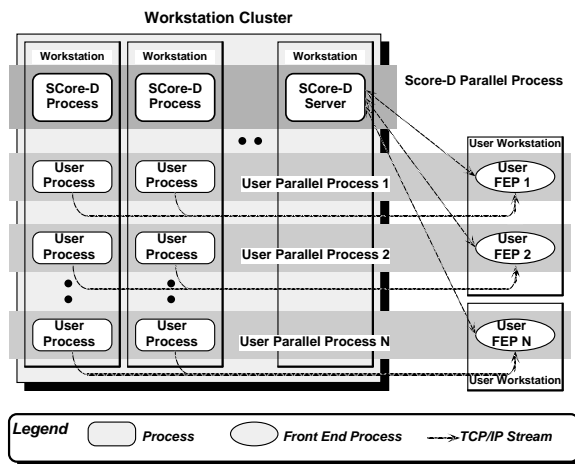 Workstation Cluster
Workstation
Workstation
Workstation
SCore-D
Process
SCore-D
Process
SCore-D
Server
Score-D Parallel Process
User Workstation
User
Process
User
Process
User Parallel Process 1
User
FEP 1
User
Process
User
Process
User Parallel Process 2
User
FEP 2
User
Process
User
Process
User Parallel Process N
User
FEP N
User Workstation
Legend
Process
Front End Process
TCP/IP Stream